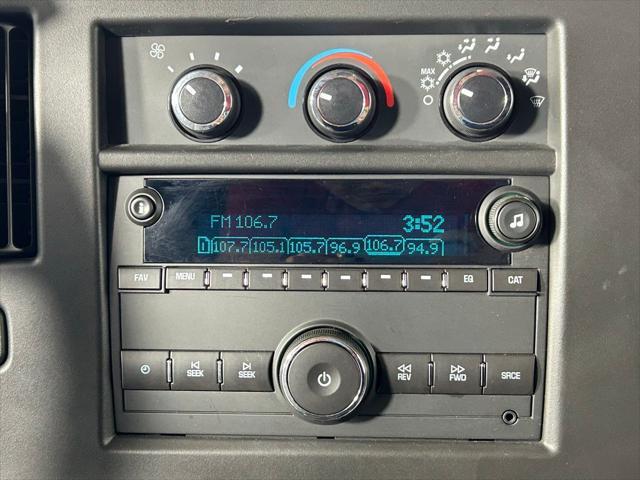 MAX
FM 106.7
3:52
1 107.7 105.1 105.7 96.9 106.7 94.9
FAV
MENU
EQ
CAT
SEEK
SEEK
REV
FWD
SRCE